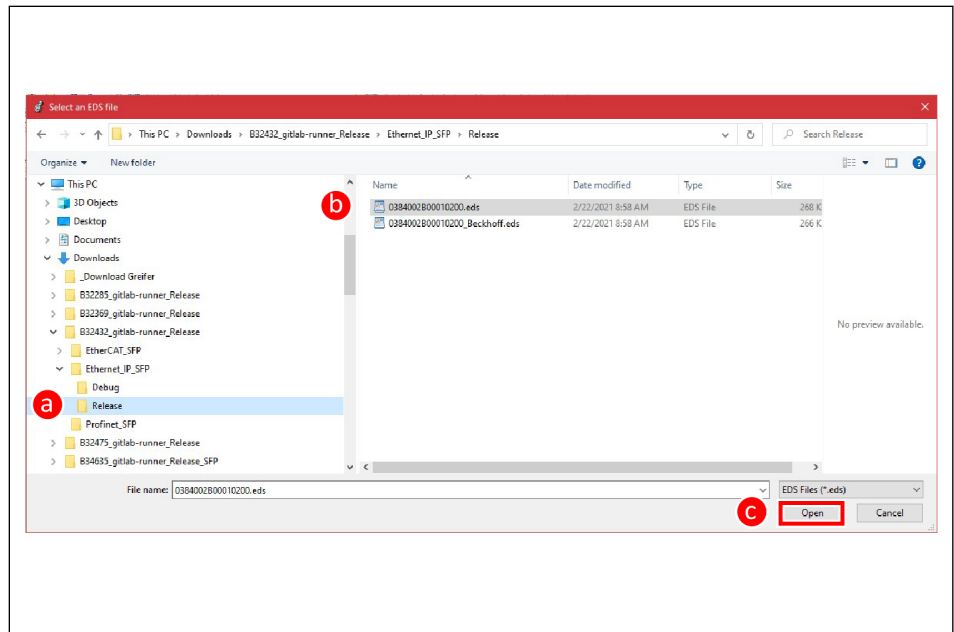 Select an EDS file
This PC > Downloads > B32432_gitlab-runner_Release > Ethernet_IP_SFP > Release
Search Release
Organize New folder
This PC
3D Objects
Desktop
Documents
Downloads
_Download Greifer
B32285_gitlab-runner_Release
B32369_gitlab-runner_Release
B32432_gitlab-runner_Release
EtherCAT_SFP
Ethernet_IP_SFP
Debug
a
Release
Profinet_SFP
B32475_gitlab-runner_Release
B34635_gitlab-runner_Release_SFP
Name Date modified Type Size
b
0384002B00010200.eds 2/22/2021 8:58 AM EDS File 268 K
0384002B00010200_Beckhoff.eds 2/22/2021 8:58 AM EDS File 266 K
No preview available.
File name: 0384002B00010200.eds EDS Files (*.eds)
c
Open Cancel